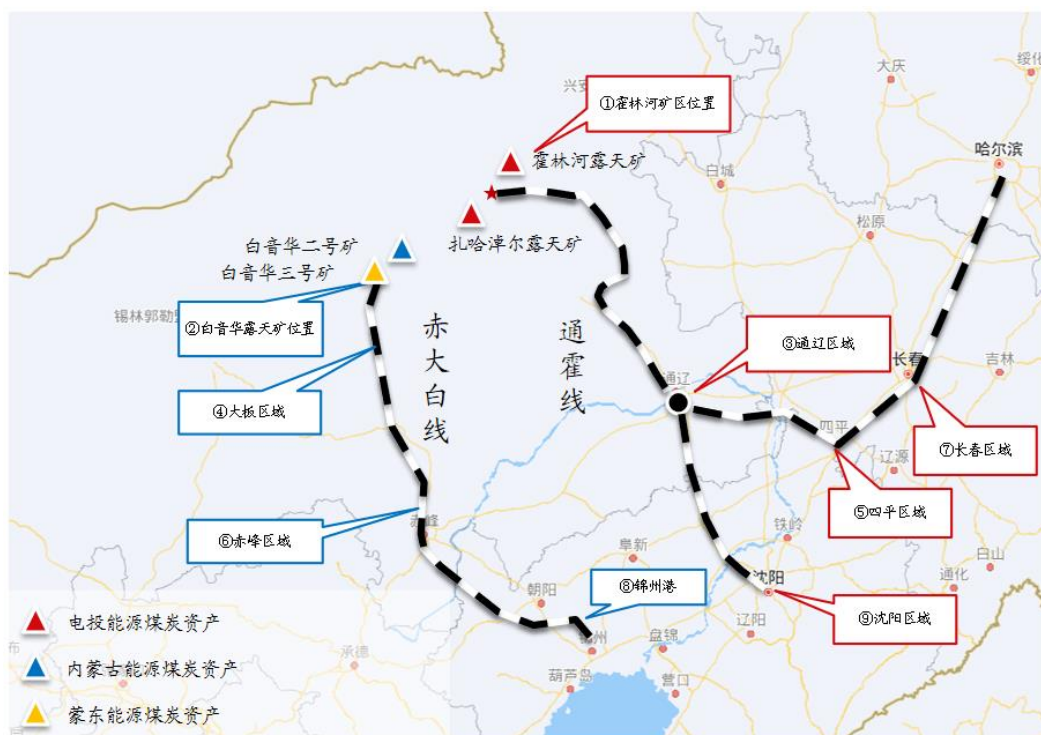 兴安
大庆
绥化
①霍林河矿区位置
霍林河露天矿
白城
哈尔滨
松原
扎哈淖尔露天矿
白音华二号矿
白音华三号矿
锡林郭勒盟
②白音华露天矿位置
赤大白线
通霍线
③通辽区域
通辽
长春
吉林
④大板区域
四平
辽源
⑦长春区域
⑤四平区域
⑥赤峰区域
赤峰
铁岭
阜新
白山
沈阳
通化
朝阳
⑧锦州港
⑨沈阳区域
辽阳
锦州
盘锦
承德
葫芦岛
营口
布
电投能源煤炭资产
内蒙古能源煤炭资产
蒙东能源煤炭资产